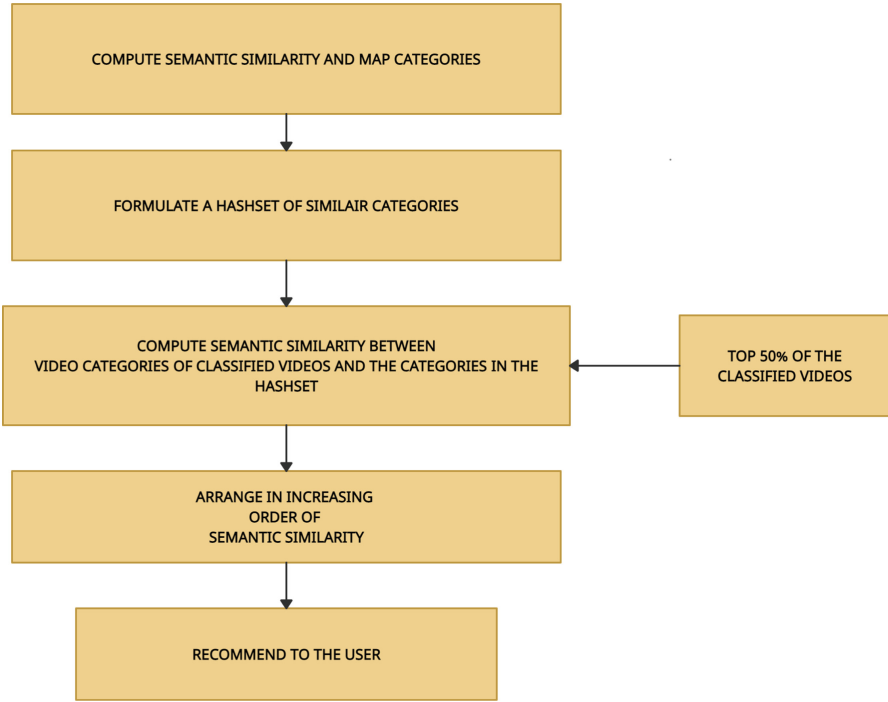 COMPUTE SEMANTIC SIMILARITY AND MAP CATEGORIES
FORMULATE A HASHSET OF SIMILAIR CATEGORIES
COMPUTE SEMANTIC SIMILARITY BETWEEN
VIDEO CATEGORIES OF CLASSIFIED VIDEOS AND THE CATEGORIES IN THE
HASHSET
TOP 50% OF THE
CLASSIFIED VIDEOS
ARRANGE IN INCREASING
ORDER OF
SEMANTIC SIMILARITY
RECOMMEND TO THE USER